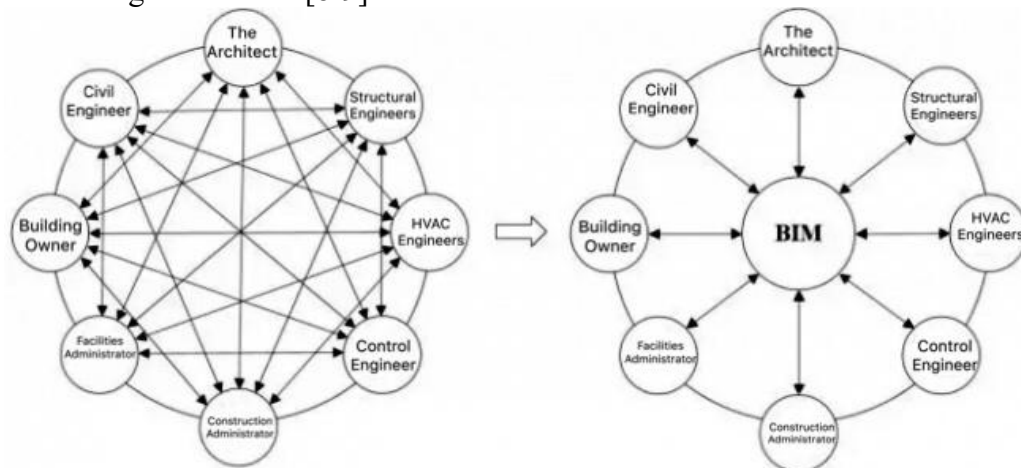 The
Architect
Civil
Engineer
Structural
Engineers
Building
Owner
HVAC
Engineers
Facilities
Administrator
Control
Engineer
Construction
Administrator
The
Architect
Civil
Engineer
Structural
Engineers
Building
Owner
BIM
HVAC
Engineers
Facilities
Administrator
Control
Engineer
Construction
Administrator